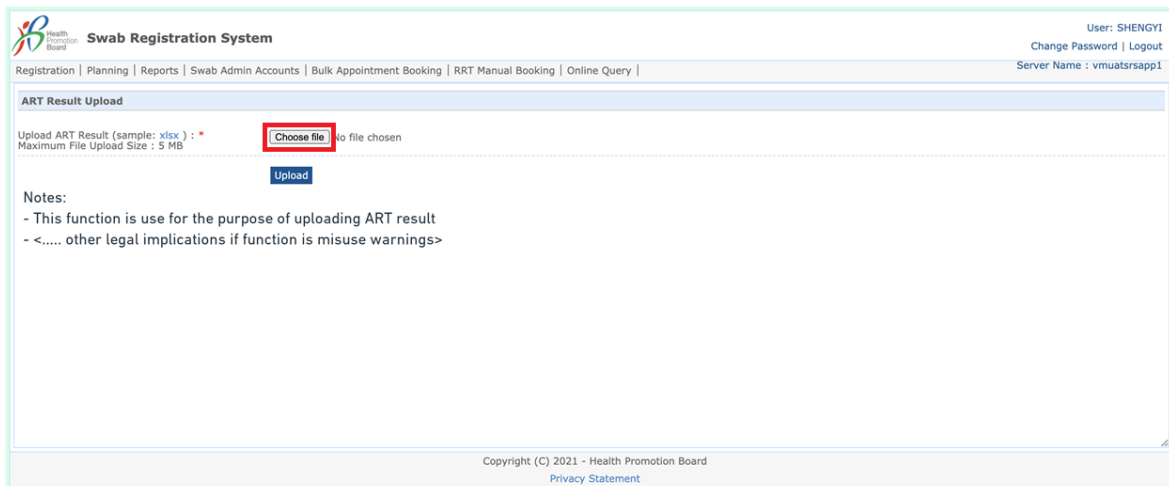 Health
Promotion
Board
Swab Registration System
User: SHENGYI
Change Password | Logout
Registration | Planning | Reports | Swab Admin Accounts | Bulk Appointment Booking | RRT Manual Booking | Online Query |
Server Name : vmuatsrsapp1
ART Result Upload
Upload ART Result (sample: xlsx ) : *
Maximum File Upload Size : 5 MB
Choose file No file chosen
Upload
Notes:
- This function is use for the purpose of uploading ART result
- <..... other legal implications if function is misuse warnings>
Copyright (C) 2021 - Health Promotion Board
Privacy Statement